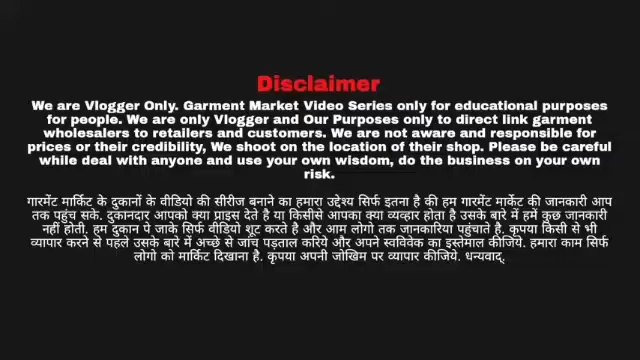 Disclaimer
We are Vlogger Only. Garment Market Video Series only for educational purposes
for people. We are only Vlogger and Our Purposes only to direct link garment
wholesalers to retailers and customers. We are not aware and responsible for
prices or their credibility, We shoot on the location of their shop. Please be careful
while deal with anyone and use your own wisdom, do the business on your own
risk.
गारमेंट मार्किट के दुकानों के वीडियो की सीरीज बनाने का हमारा उद्देश्य सिर्फ इतना है की हम गारमेंट मार्केट की जानकारी आप
तक पहुंच सके. दुकानदार आपको क्या प्राइस देते है या किसीसे आपका क्या व्यव्हार होता है उसके बारे में हमें कुछ जानकारी
नहीं होती. हम दुकान पे जाके सिर्फ वीडियो शूट करते है और आम लोगो तक जानकारिया पहुंचाते है. कृपया किसी से भी
व्यापार करने से पहले उसके बारे में अच्छे से जांच पड़ताल करिये और अपने स्वविवेक का इस्तेमाल कीजिये. हमारा काम सिर्फ
लोगो को मार्किट दिखाना है. कृपया अपनी जोखिम पर व्यापार कीजिये. धन्यवाद्.